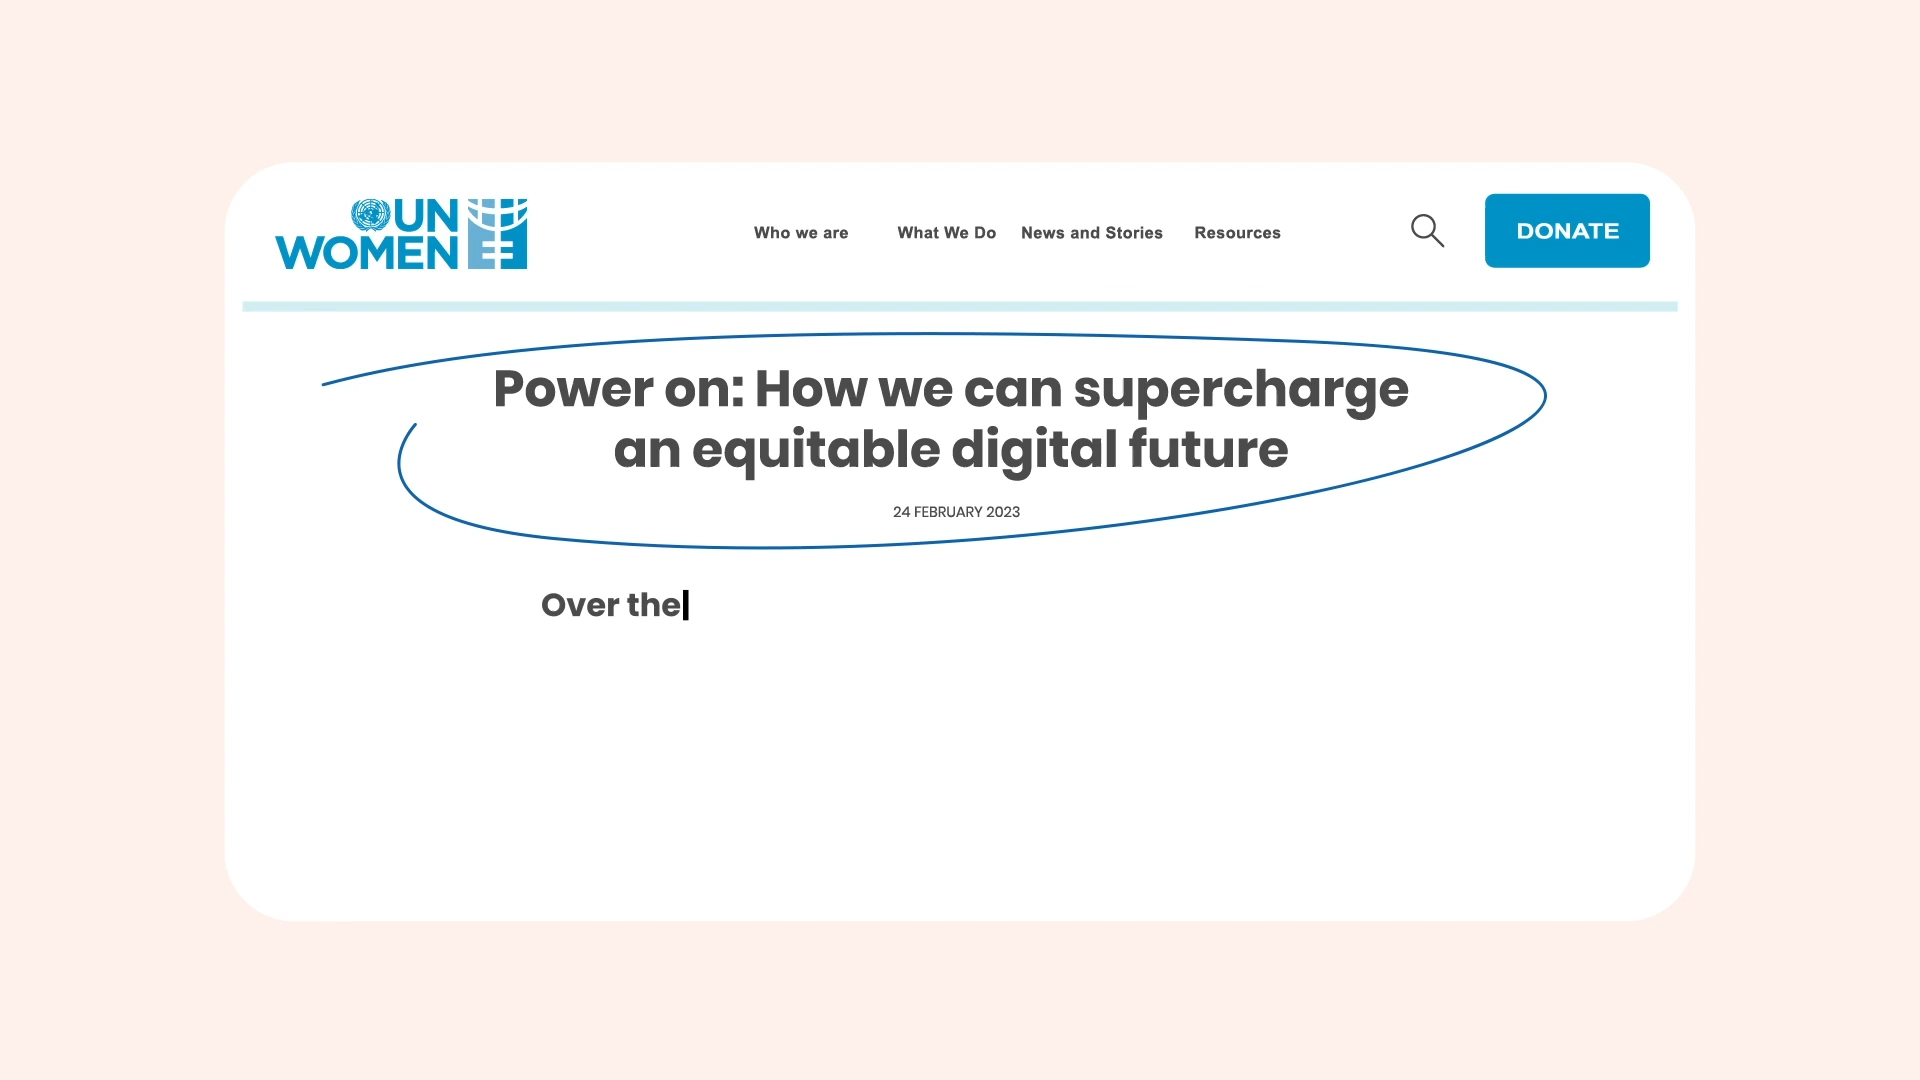 UN
WOMEN
Who we are
What We Do
News and Stories
Resources
DONATE
Power on: How we can supercharge
an equitable digital future
24 FEBRUARY 2023
Over the